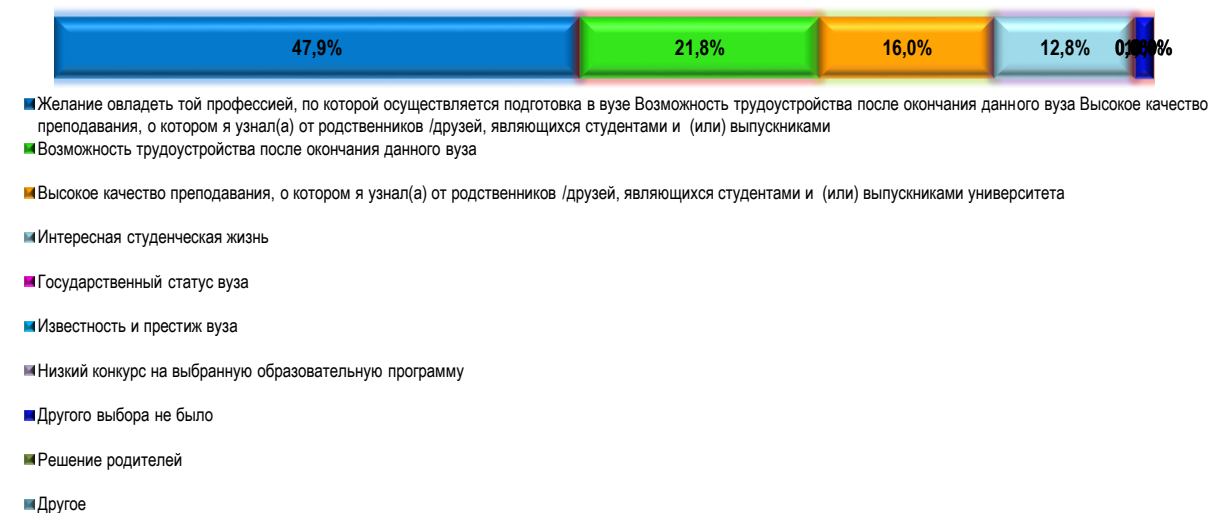 47,9% 21,8% 16,0% 12,8%
Желание овладеть той профессией, по которой осуществляется подготовка в вузе Возможность трудоустройства после окончания данного вуза Высокое качество
преподавания, о котором я узнал(а) от родственников /друзей, являющихся студентами и (или) выпускниками
Возможность трудоустройства после окончания данного вуза
Высокое качество преподавания, о котором я узнал(а) от родственников /друзей, являющихся студентами и (или) выпускниками университета
Интересная студенческая жизнь
Государственный статус вуза
Известность и престиж вуза
Низкий конкурс на выбранную образовательную программу
Другого выбора не было
Решение родителей
Другое